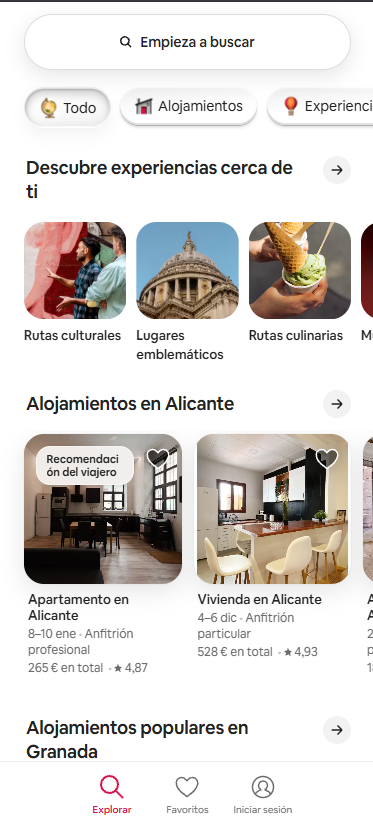 Empieza a buscar
Todo
Alojamientos
Experienci
Descubre experiencias cerca de
ti
Rutas culturales
Lugares
emblemáticos
Rutas culinarias
Alojamientos en Alicante
Recomendaci
ón del viajero
Apartamento en
Alicante
8–10 ene · Anfitrión
profesional
265 € en total · ★ 4,87
Vivienda en Alicante
4–6 dic · Anfitrión
particular
528 € en total · ★ 4,93
Alojamientos populares en
Granada
Explorar
Favoritos
Iniciar sesión